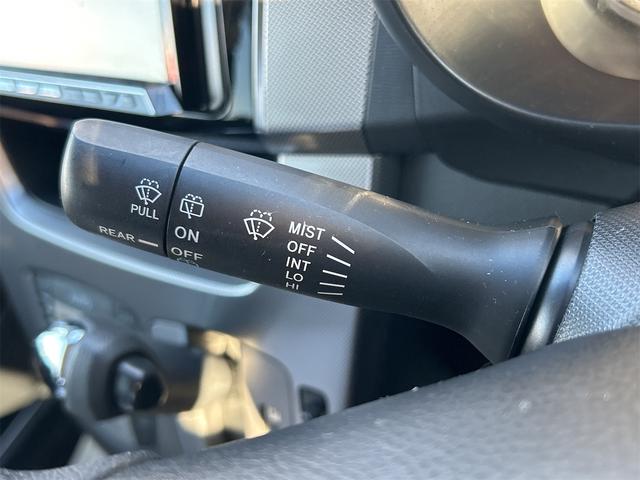 PULL
REAR
ON
OFF
MIST
OFF
INT
LO
HI